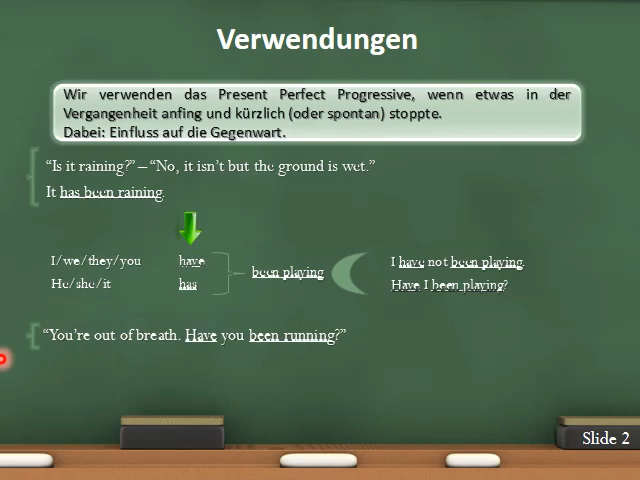 Verwendungen
Wir verwenden das Present Perfect Progressive, wenn etwas in der
Vergangenheit anfing und kürzlich (oder spontan) stoppte.
Dabei: Einfluss auf die Gegenwart.
“Is it raining?” – “No, it isn’t but the ground is wet.”
It has been raining.
I/we/they/you have
He/she/it has
been playing
I have not been playing.
Have I been playing?
“You’re out of breath. Have you been running?”
Slide 2